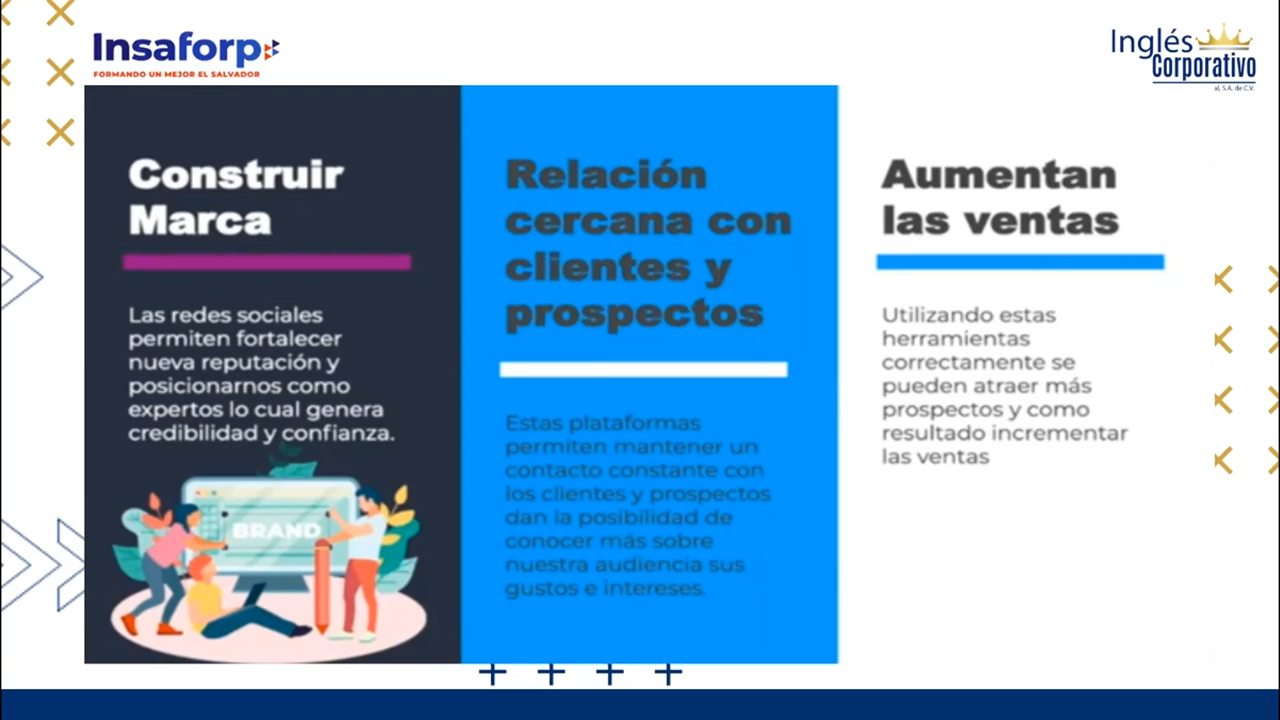 Insaforp
FORMANDO UN MEJOR EL SALVADOR
Inglés
Corporativo
al, S.A. de C.V.
Construir
Marca
Las redes sociales
permiten fortalecer
nueva reputación y
posicionarnos como
expertos lo cual genera
credibilidad y confianza.
BRAND
Relación
cercana con
clientes y
prospectos
Estas plataformas
permiten mantener un
contacto constante con
los clientes y prospectos
dan la posibilidad de
conocer más sobre
nuestra audiencia sus
gustos e intereses.
Aumentan
las ventas
Utilizando estas
herramientas
correctamente se
pueden atraer más
prospectos y como
resultado incrementar
las ventas